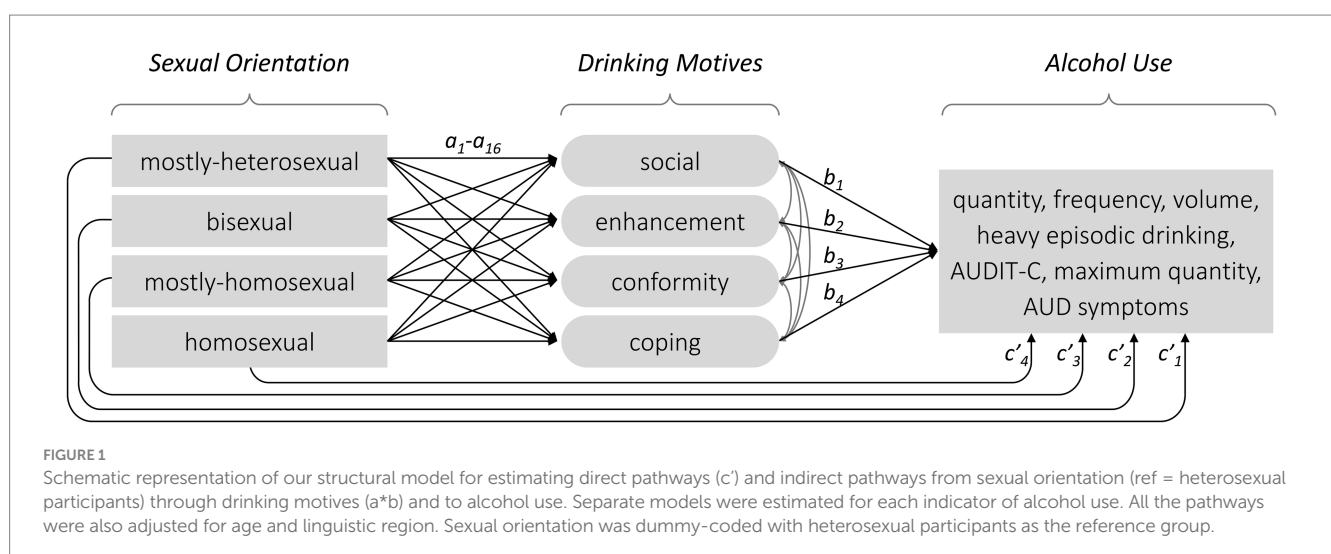 Sexual Orientation
Drinking Motives
Alcohol Use
mostly-heterosexual
bisexual
mostly-homosexual
homosexual
a1-a16
social
enhancement
conformity
coping
b1
b2
b3
b4
quantity, frequency, volume,
heavy episodic drinking,
AUDIT-C, maximum quantity,
AUD symptoms
c'4
c'3
c'2
c'1
FIGURE 1
Schematic representation of our structural model for estimating direct pathways (c') and indirect pathways from sexual orientation (ref = heterosexual
participants) through drinking motives (a*b) and to alcohol use. Separate models were estimated for each indicator of alcohol use. All the pathways
were also adjusted for age and linguistic region. Sexual orientation was dummy-coded with heterosexual participants as the reference group.